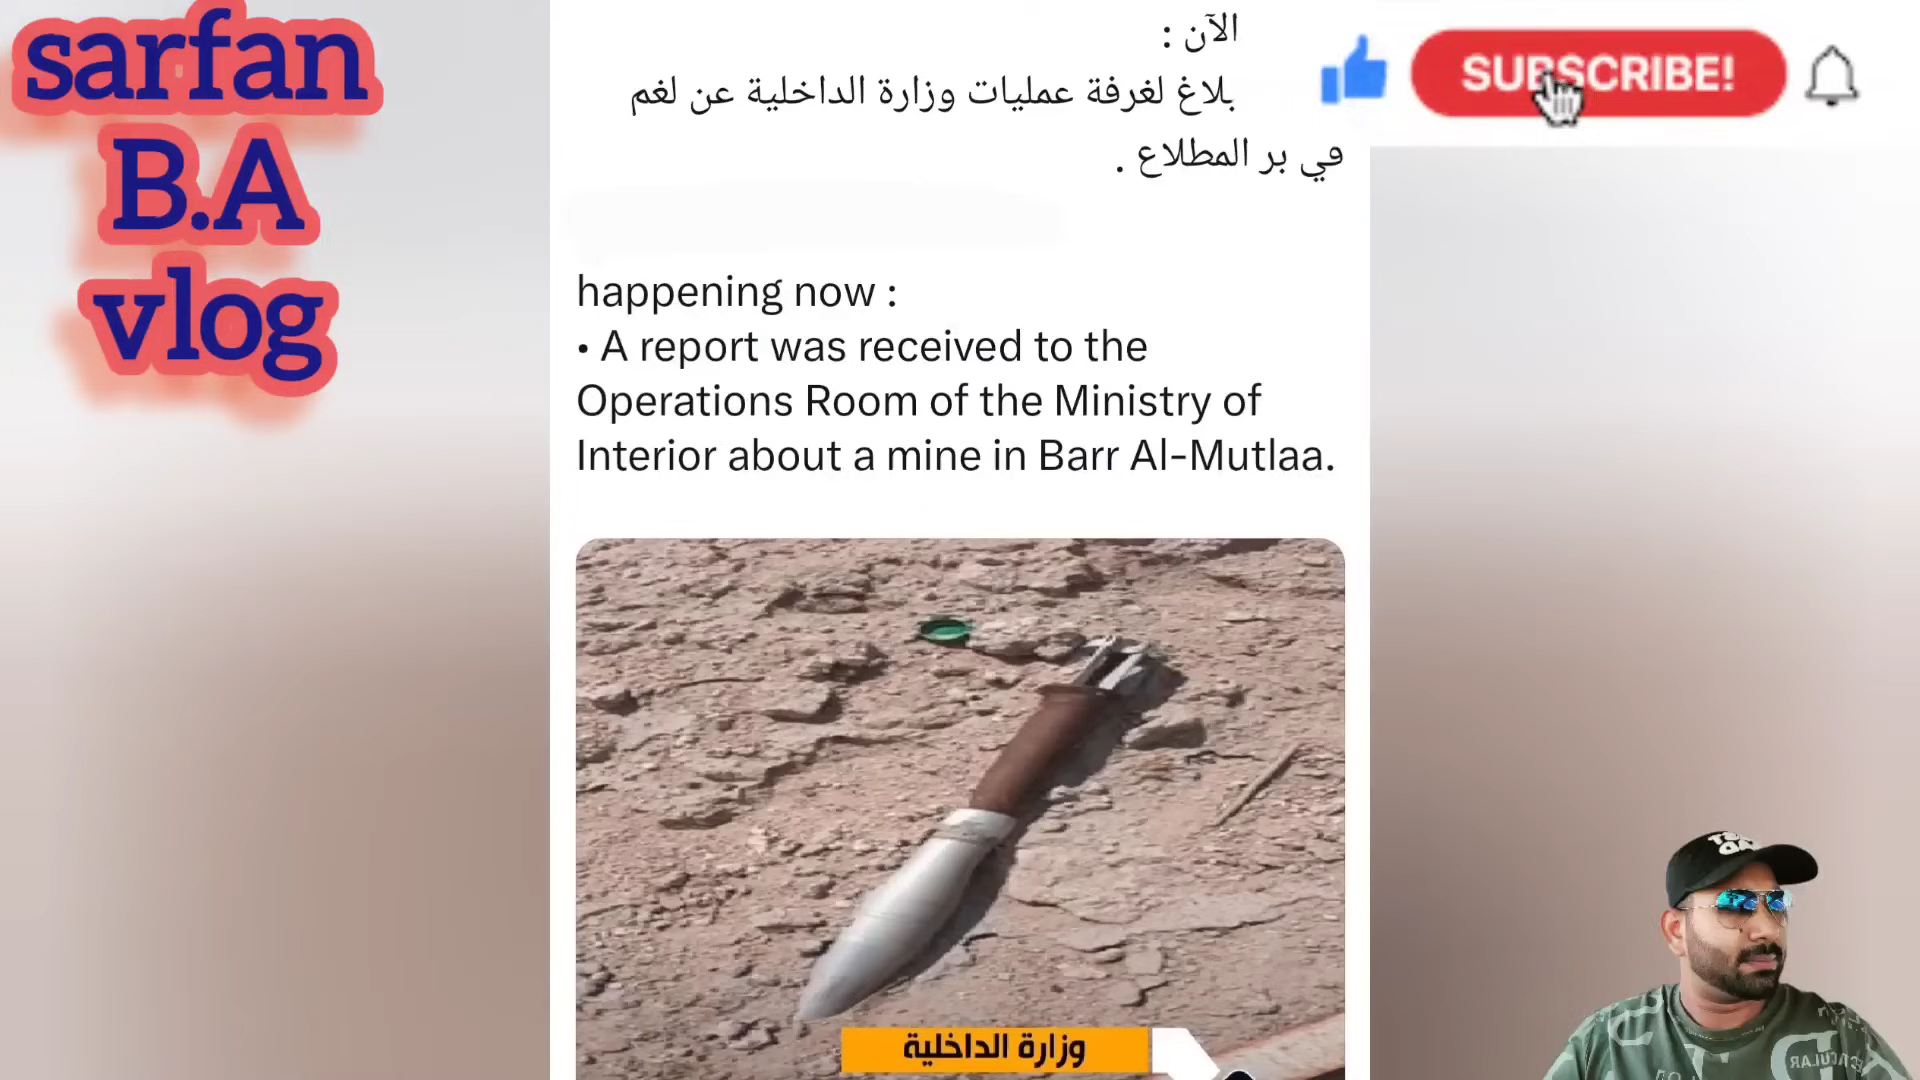 sarfan
B.A
vlog
الآن :
بلاغ لغرفة عمليات وزارة الداخلية عن لغم
في بر المطلاع .
SUBSCRIBE!
happening now :
• A report was received to the
Operations Room of the Ministry of
Interior about a mine in Barr Al-Mutlaa.
وزارة الداخلية